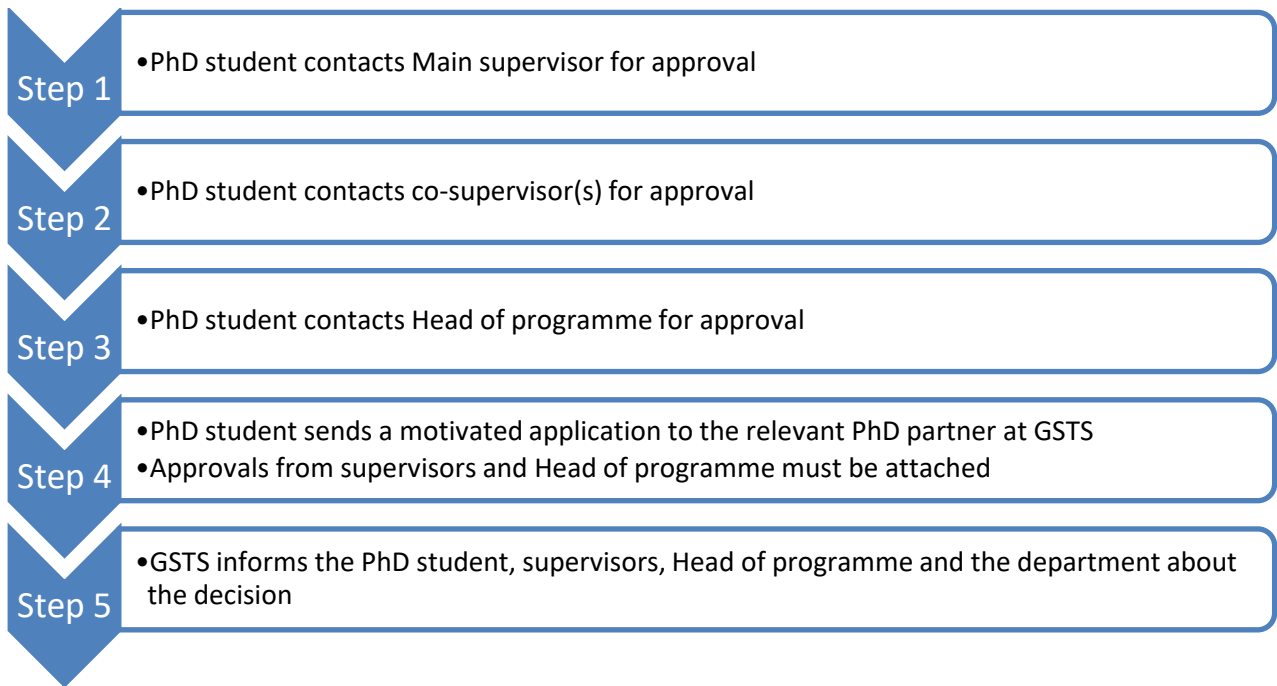 Step 1
•PhD student contacts Main supervisor for approval
Step 2
•PhD student contacts co-supervisor(s) for approval
Step 3
•PhD student contacts Head of programme for approval
Step 4
•PhD student sends a motivated application to the relevant PhD partner at GSTS
•Approvals from supervisors and Head of programme must be attached
Step 5
•GSTS informs the PhD student, supervisors, Head of programme and the department about
the decision